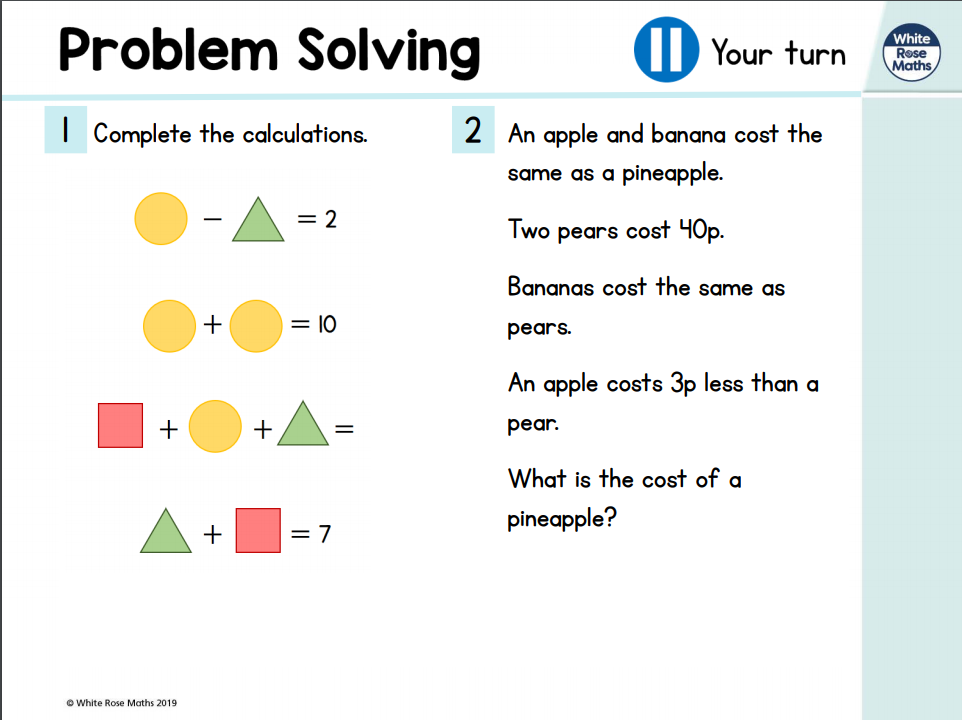 Problem Solving
Your turn
White
Rose
Maths
1 Complete the calculations.
− = 2
+ = 10
+ + =
+ = 7
2 An apple and banana cost the
same as a pineapple.
Two pears cost 40p.
Bananas cost the same as
pears.
An apple costs 3p less than a
pear.
What is the cost of a
pineapple?
© White Rose Maths 2019